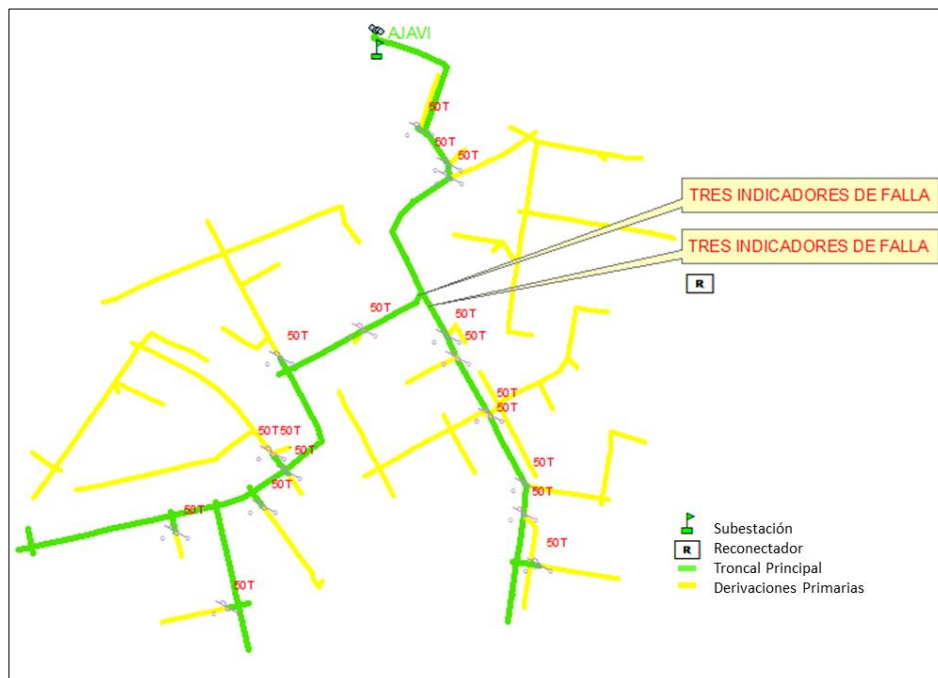 AJAVI
50T
50T
50T
TRES INDICADORES DE FALLA
TRES INDICADORES DE FALLA
R
50T
50T
50T
50T
50T
50T
50T50T
50T
50T
50T
50T
50T
50T
50T
Subestación
R
Reconectador
Troncal Principal
Derivaciones Primarias